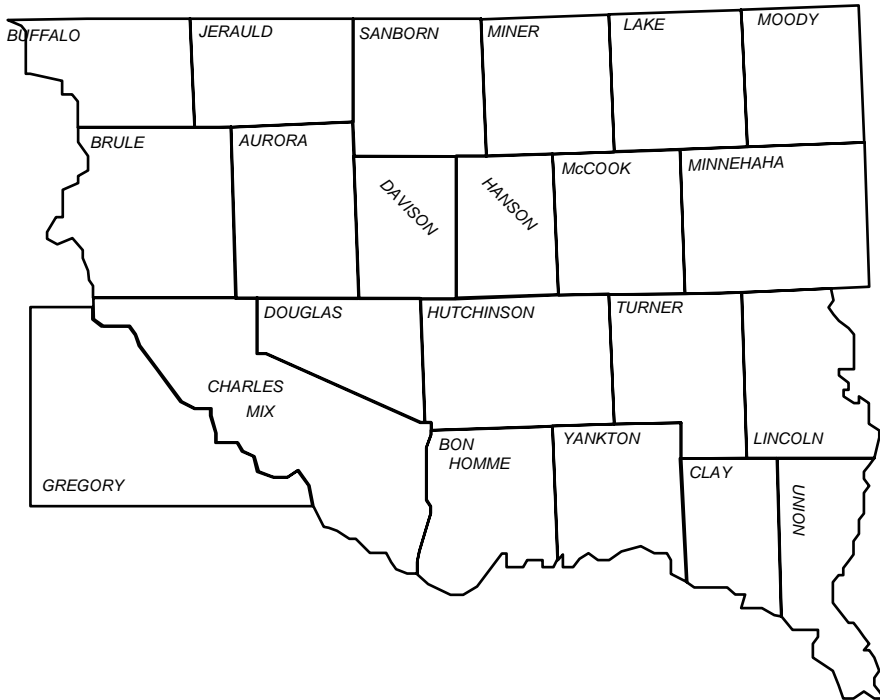 BUFFALO
JERAULD
SANBORN
MINER
LAKE
MOODY
BRULE
AURORA
DAVISON
HANSON
McCOOK
MINNEHAHA
DOUGLAS
HUTCHINSON
TURNER
CHARLES
MIX
LINCOLN
GREGORY
BON
HOMME
YANKTON
CLAY
UNION